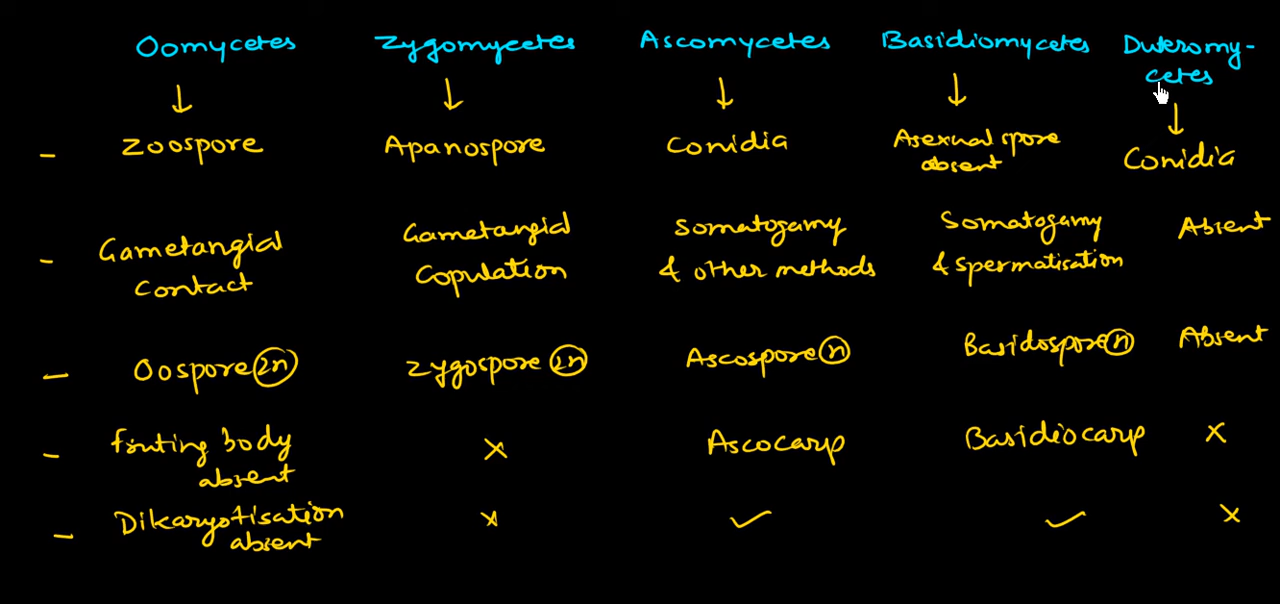 Oomycetes Zygomycetes Ascomycetes Basidiomycetes Duteromy-
cetes
- Zoospore Apanospore Conidia Asexual spore
absent Conidia
- Gametangial
Contact Gametangial
Copulation Somatogamy
& other methods Somatogamy
& spermatisation Absent
- Oospore 2n Zygospore 2n Ascospore n Basidospore n Absent
- fruting body
absent × Ascocarp Basidiocarp ×
- Dikaryotisation
absent × ✓ ✓ ×